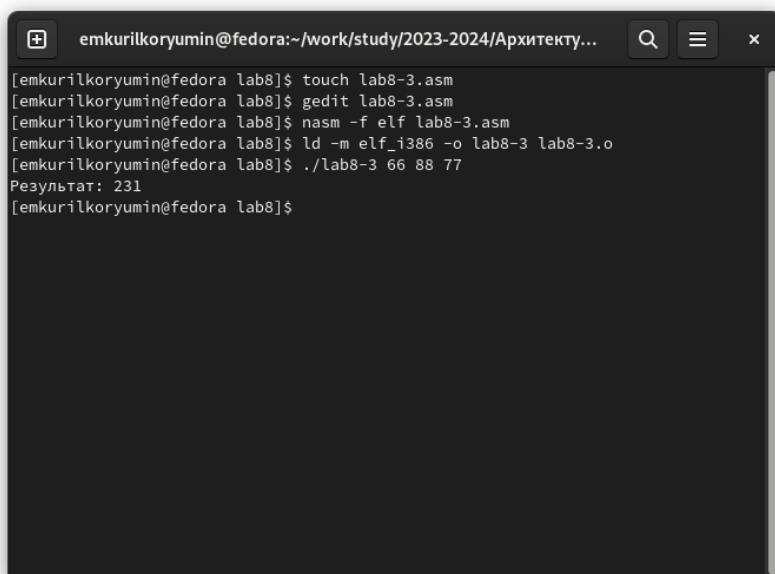 emkurilkoryumin@fedora:~/work/study/2023-2024/Архитекту...
[emkurilkoryumin@fedora lab8]$ touch lab8-3.asm
[emkurilkoryumin@fedora lab8]$ gedit lab8-3.asm
[emkurilkoryumin@fedora lab8]$ nasm -f elf lab8-3.asm
[emkurilkoryumin@fedora lab8]$ ld -m elf_i386 -o lab8-3 lab8-3.o
[emkurilkoryumin@fedora lab8]$ ./lab8-3 66 88 77
Результат: 231
[emkurilkoryumin@fedora lab8]$